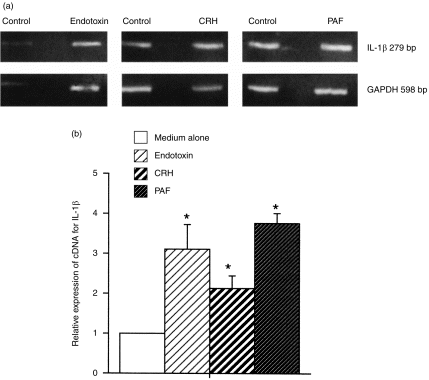 (a)
Control Endotoxin Control CRH Control PAF
IL-1β 279 bp
GAPDH 598 bp
(b)
Medium alone
Endotoxin
CRH
PAF
Relative expression of cDNA for IL-1β
5
4
3
2
1
0
*
*
*